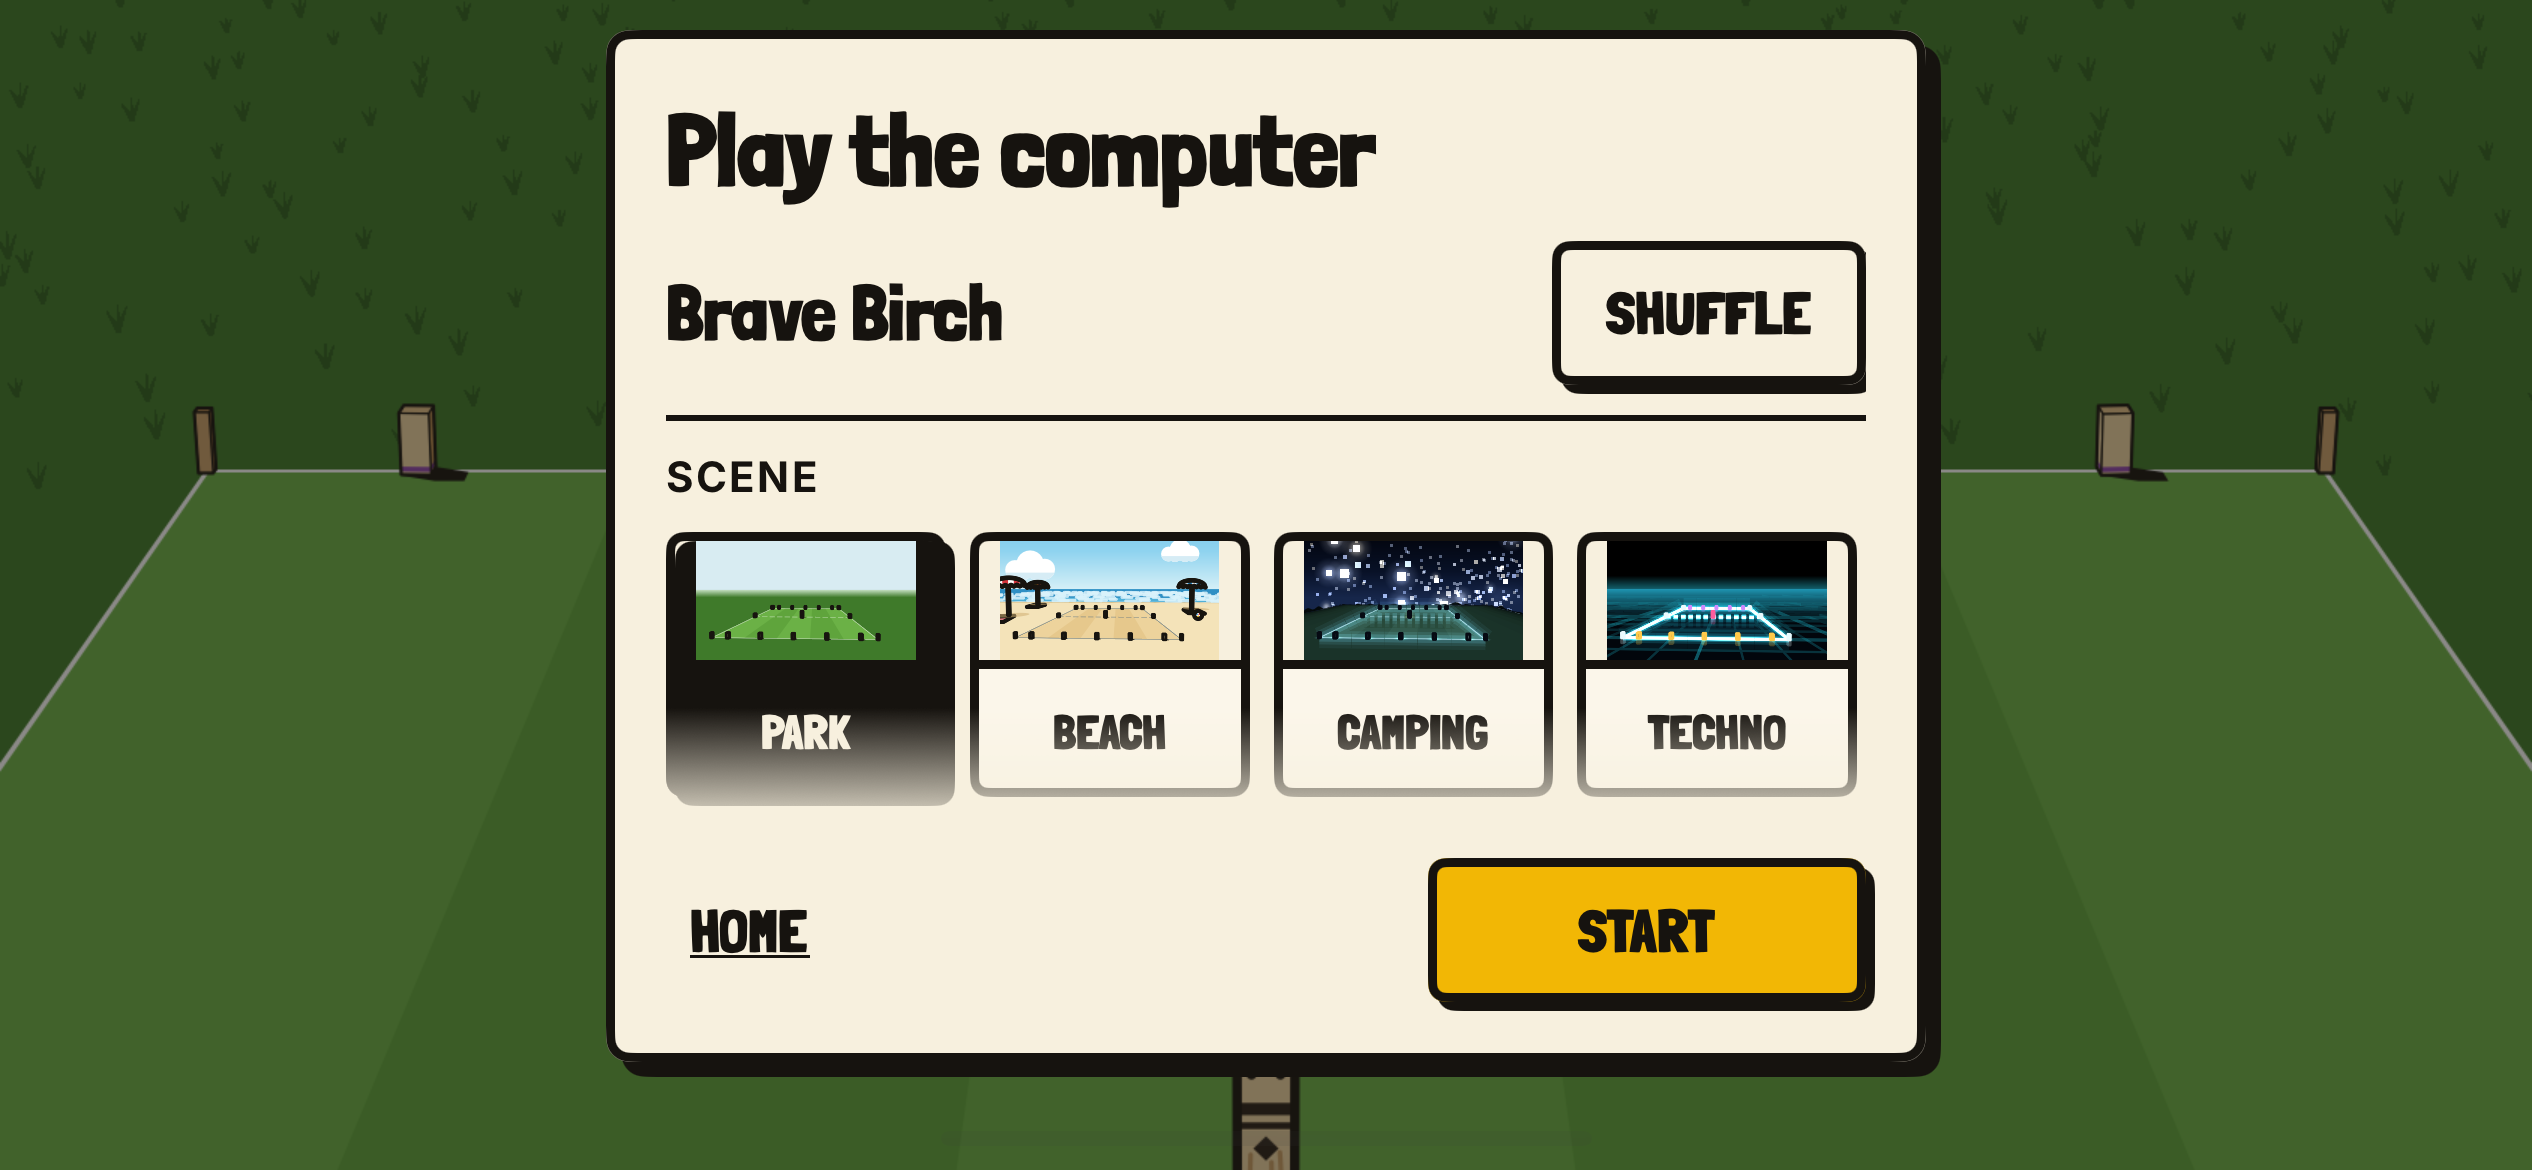 Play the computer
Brave Birch
SHUFFLE
SCENE
PARK
BEACH
CAMPING
TECHNO
HOME
START